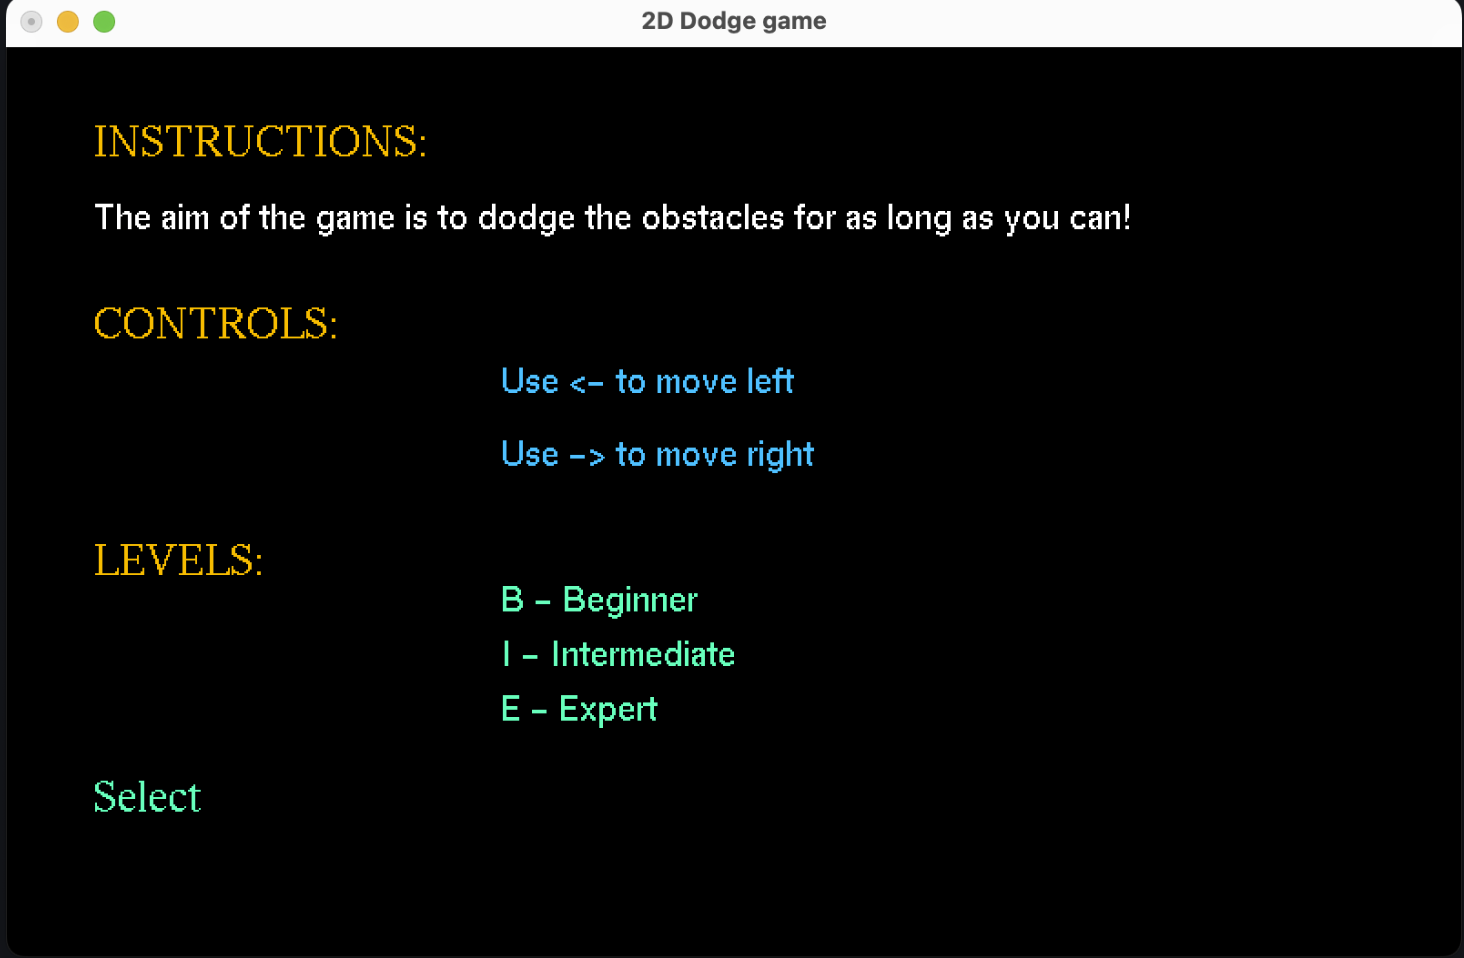 2D Dodge game
INSTRUCTIONS:
The aim of the game is to dodge the obstacles for as long as you can!
CONTROLS:
Use <- to move left
Use -> to move right
LEVELS:
B - Beginner
I - Intermediate
E - Expert
Select